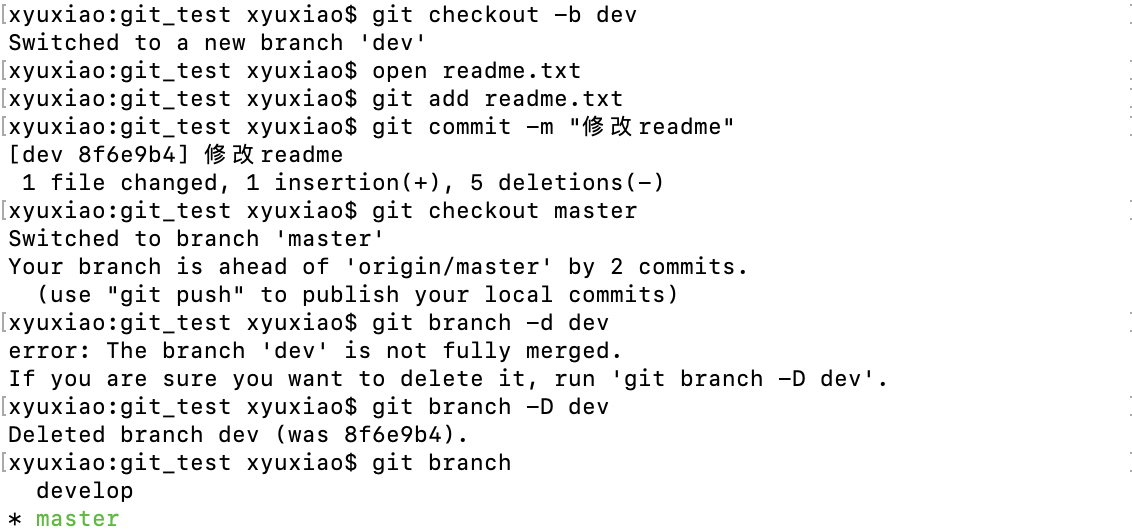 [xyuxiao:git_test xyuxiao$ git checkout -b dev
Switched to a new branch 'dev'
[xyuxiao:git_test xyuxiao$ open readme.txt
[xyuxiao:git_test xyuxiao$ git add readme.txt
[xyuxiao:git_test xyuxiao$ git commit -m "修改readme"
[dev 8f6e9b4] 修改readme
 1 file changed, 1 insertion(+), 5 deletions(-)
[xyuxiao:git_test xyuxiao$ git checkout master
Switched to branch 'master'
Your branch is ahead of 'origin/master' by 2 commits.
  (use "git push" to publish your local commits)
[xyuxiao:git_test xyuxiao$ git branch -d dev
error: The branch 'dev' is not fully merged.
If you are sure you want to delete it, run 'git branch -D dev'.
[xyuxiao:git_test xyuxiao$ git branch -D dev
Deleted branch dev (was 8f6e9b4).
[xyuxiao:git_test xyuxiao$ git branch
  develop
* master